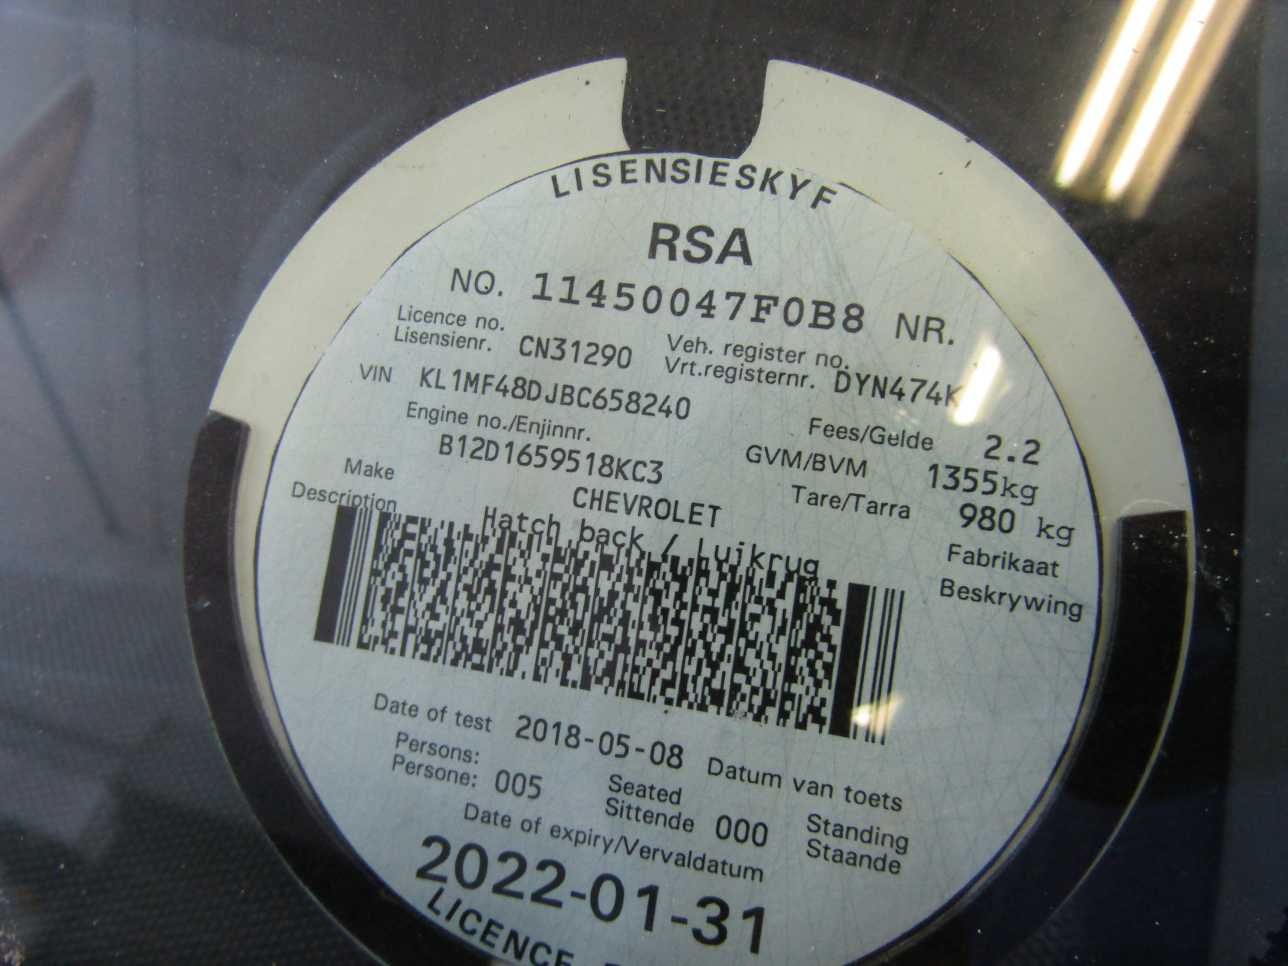 LISENSIESKYF
RSA
NO. 11450047F0B8 NR.
Licence no. Lisensienr. CN31290 Veh. register no. Vrt.registernr. DYN474K
VIN KL1MF48DJBC658240
Engine no./Enjinnr. Fees/Gelde 2.2
B12D1659518KC3 GVM/BVM 1355kg
Make CHEVROLET Tare/Tarra 980 kg
Fabrikaat
Description Hatch back / Luikrug Beskrywing
Date of test 2018-05-08 Datum van toets
Persons: Persone: 005 Seated Sittende 000 Standing Staande
Date of expiry/Vervaldatum
2022-01-31
LICENCE